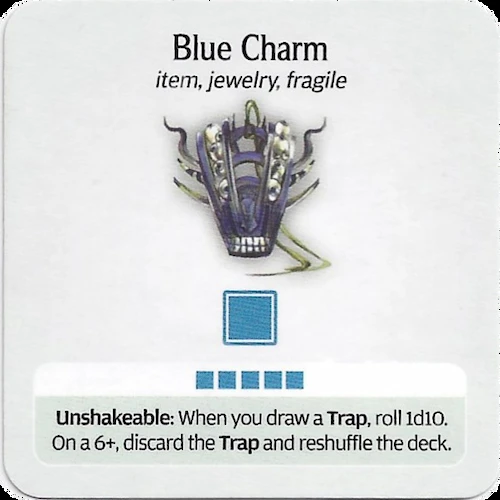 Blue Charm
item, jewelry, fragile
Unshakeable: When you draw a Trap, roll 1d10.
On a 6+, discard the Trap and reshuffle the deck.